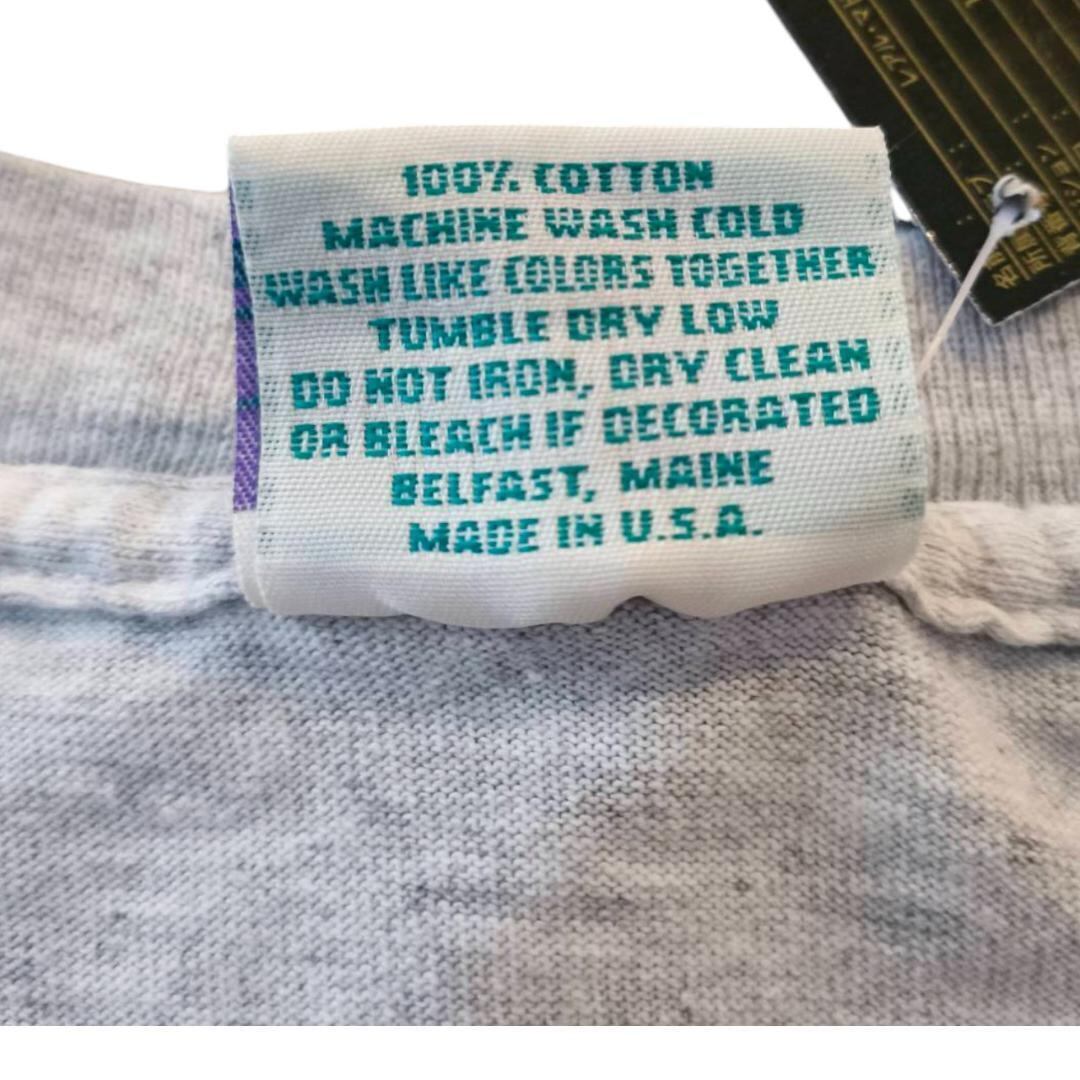 100% COTTON
MACHINE WASH COLD
WASH LIKE COLORS TOGETHER
TUMBLE DRY LOW
DO NOT IRON, DRY CLEAN
OR BLEACH IF DECORATED
BELFAST, MAINE
MADE IN U.S.A.